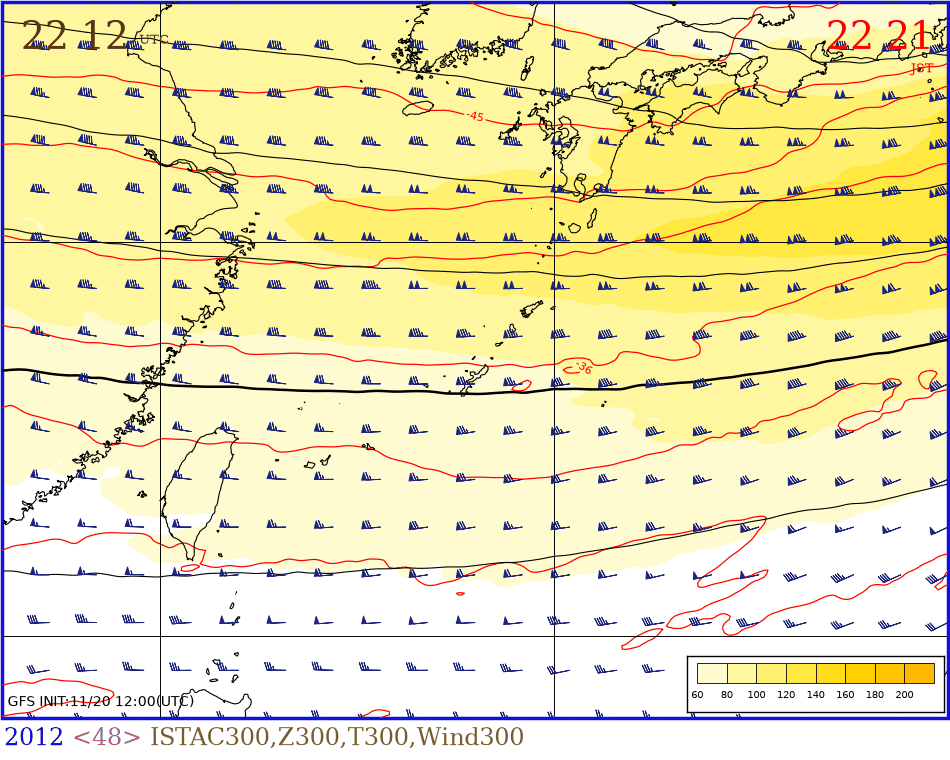 22 12 UTC 22 21
JST
-45
-36
60 80 100 120 140 160 180 200
GFS INIT:11/20 12:00(UTC)
2012 <48> ISTAC300,Z300,T300,Wind300